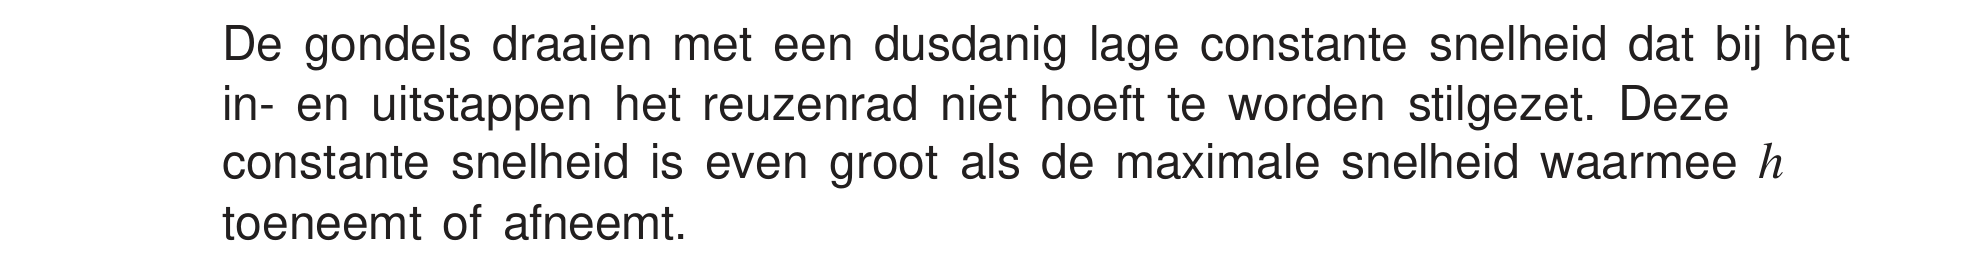 De gondels draaien met een dusdanig lage constante snelheid dat bij het
in- en uitstappen het reuzenrad niet hoeft te worden stilgezet. Deze
constante snelheid is even groot als de maximale snelheid waarmee h
toeneemt of afneemt.